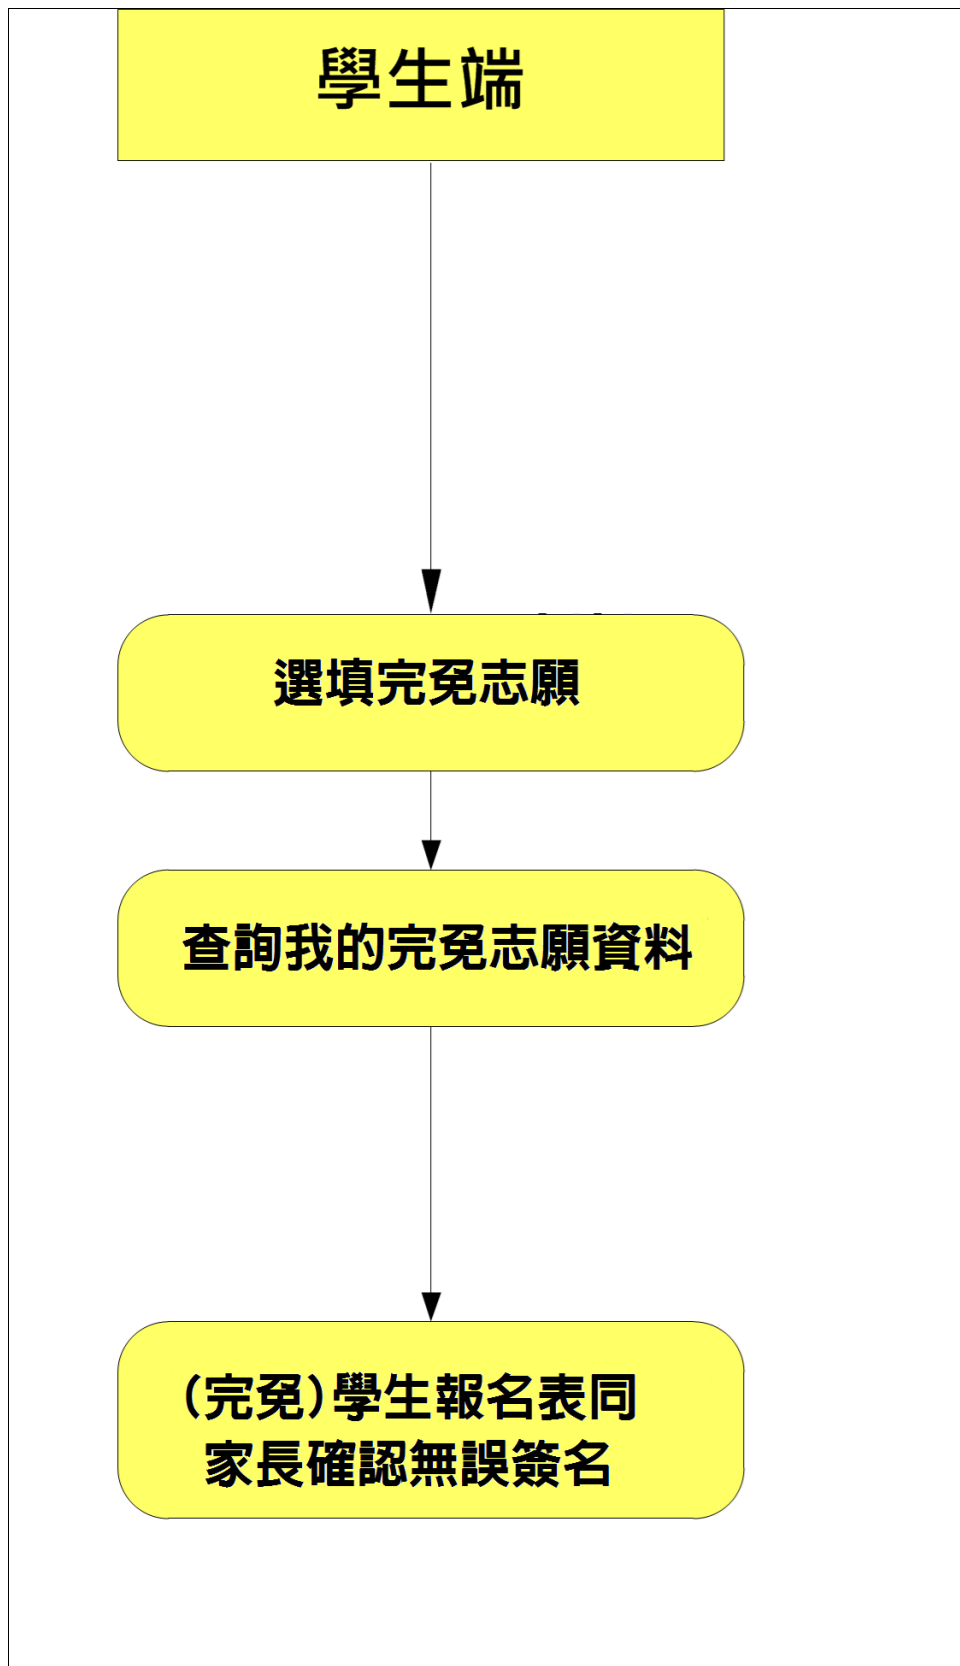 學生端
選填完免志願
查詢我的完免志願資料
(完免)學生報名表同
家長確認無誤簽名